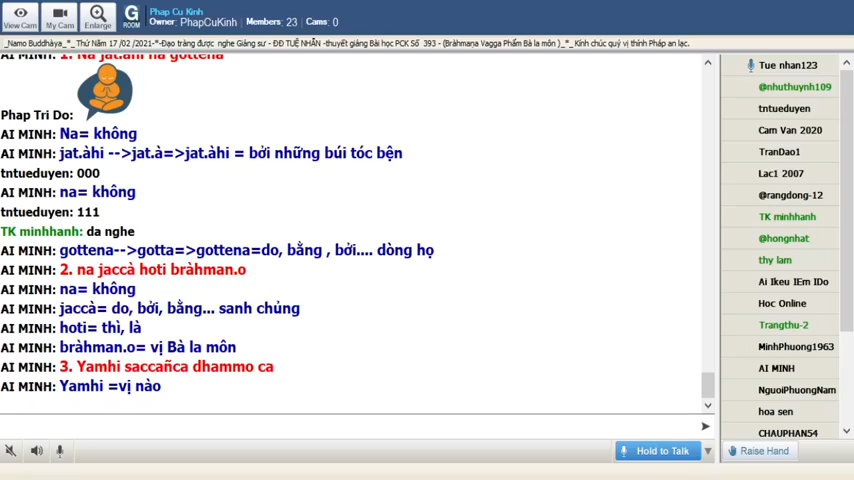 View Cam
My Cam
Enlarge
G
ROOM
Phap Cu Kinh
Owner: PhapCuKinh | Members: 23 | Cams: 0
_Namo Buddhàya_*_ Thứ Năm 17 /02 /2021-*-Đạo tràng được nghe Giảng sư - ĐĐ TUỆ NHÂN -thuyết giảng Bài học PCK Số 393 - (Bràhmaṇa Vagga Phẩm Bà la môn )_*_ Kính chúc quý vị thính Pháp an lạc.
AI MINH: 1. Na jat.àhi na gottena
Phap Tri Do:
AI MINH: Na= không
AI MINH: jat.àhi -->jat.à=>jat.àhi = bởi những búi tóc bện
tntueduyen: 000
AI MINH: na= không
tntueduyen: 111
TK minhhanh: da nghe
AI MINH: gottena-->gotta=>gottena=do, bằng , bởi.... dòng họ
AI MINH: 2. na jaccà hoti bràhman.o
AI MINH: na= không
AI MINH: jaccà= do, bởi, bằng... sanh chủng
AI MINH: hoti= thì, là
AI MINH: bràhman.o= vị Bà la môn
AI MINH: 3. Yamhi saccañca dhammo ca
AI MINH: Yamhi =vị nào
Tue nhan123
@nhuthuynh109
tntueduyen
Cam Van 2020
TranDao1
Lac1 2007
@rangdong-12
TK minhhanh
@hongnhat
thy lam
Ai Ikeu IEm IDo
Hoc Online
Trangthu-2
MinhPhuong1963
AI MINH
NguoiPhuongNam
hoa sen
CHAUPHAN54
Hold to Talk
Raise Hand